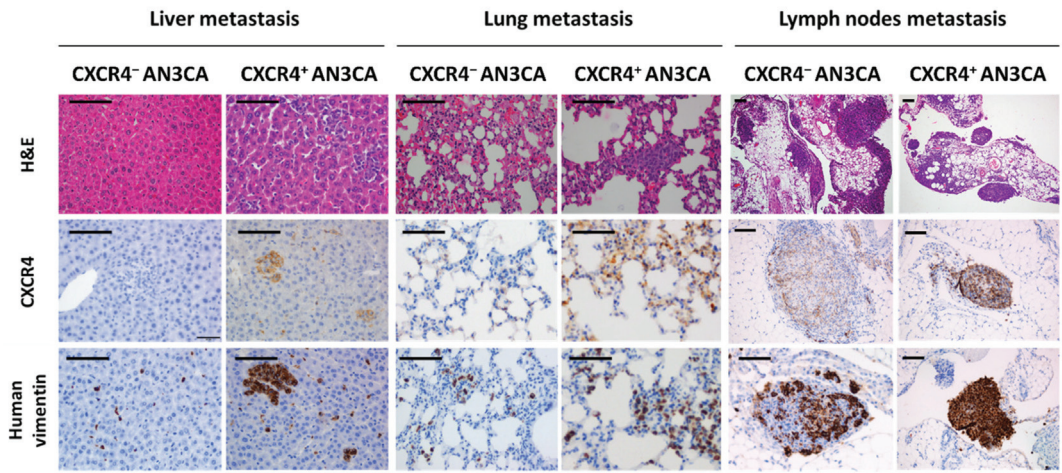 Liver metastasis Lung metastasis Lymph nodes metastasis
CXCR4⁻ AN3CA CXCR4⁺ AN3CA CXCR4⁻ AN3CA CXCR4⁺ AN3CA CXCR4⁻ AN3CA CXCR4⁺ AN3CA
H&E
CXCR4
Human
vimentin